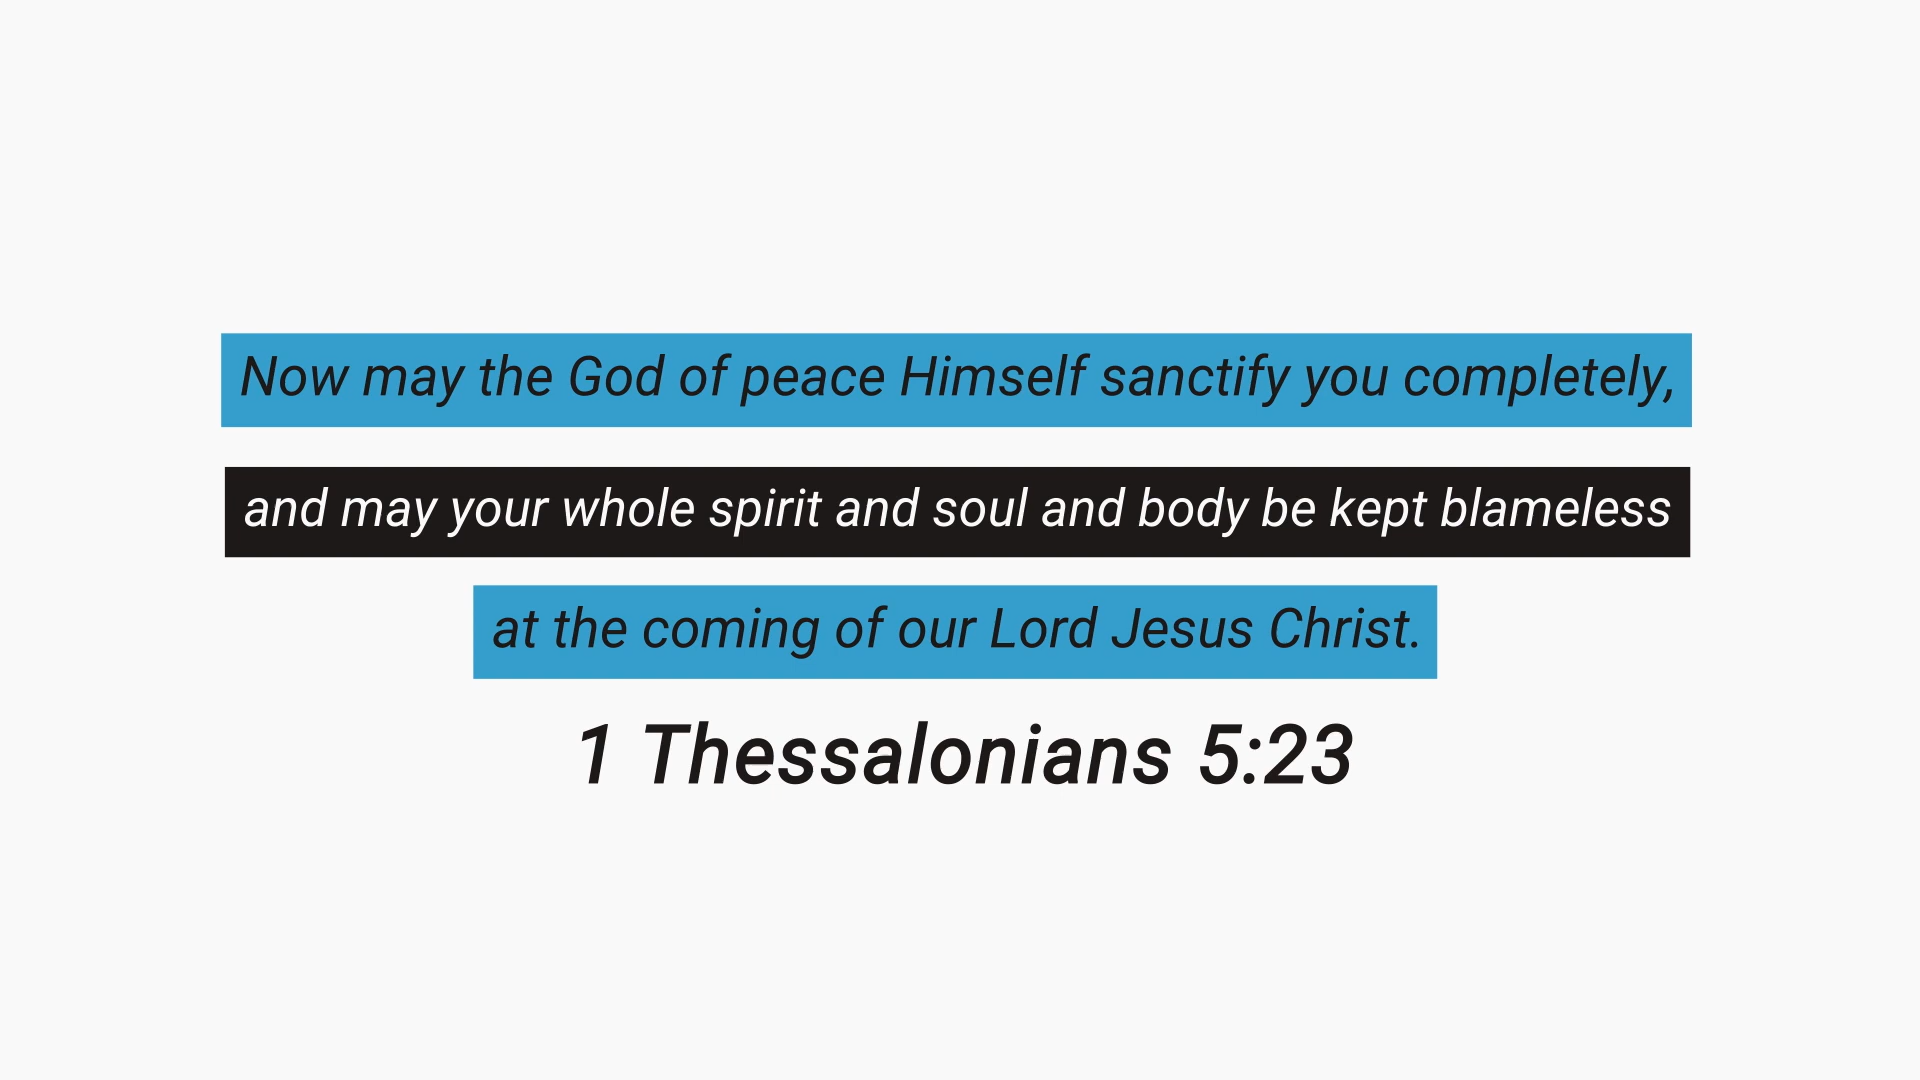 Now may the God of peace Himself sanctify you completely,
and may your whole spirit and soul and body be kept blameless
at the coming of our Lord Jesus Christ.
1 Thessalonians 5:23